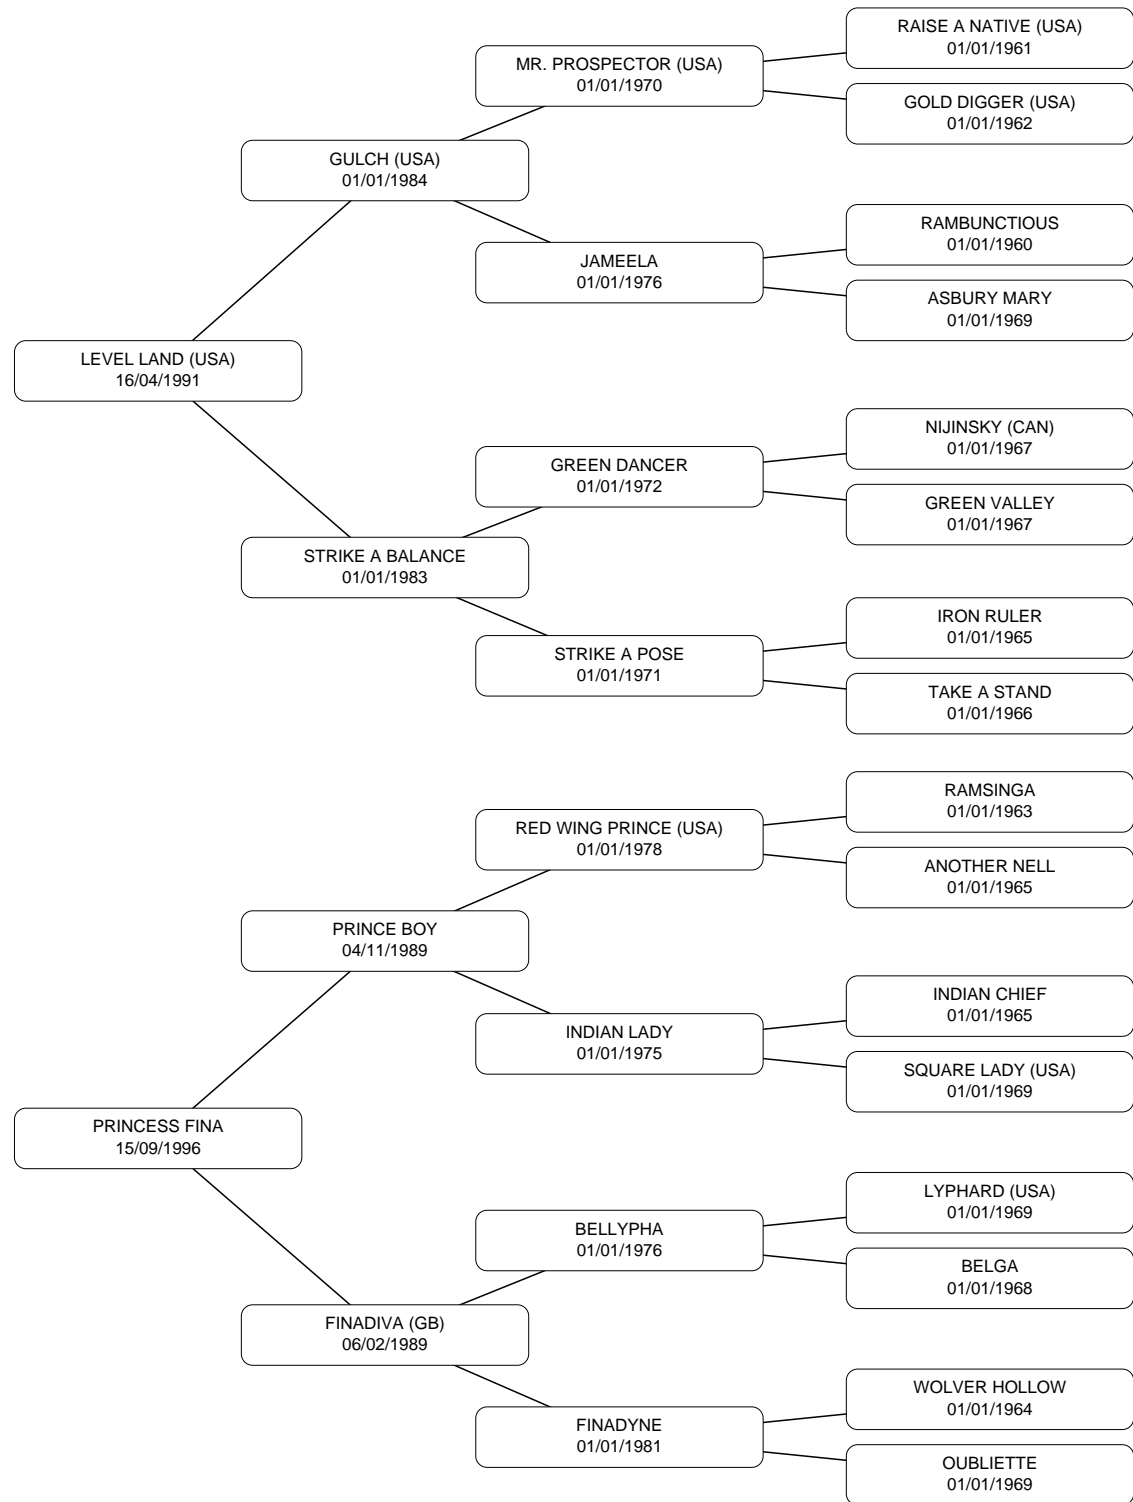 RAISE A NATIVE (USA)
01/01/1961
MR. PROSPECTOR (USA)
01/01/1970
GOLD DIGGER (USA)
01/01/1962
GULCH (USA)
01/01/1984
RAMBUNCTIOUS
01/01/1960
JAMEELA
01/01/1976
ASBURY MARY
01/01/1969
LEVEL LAND (USA)
16/04/1991
NIJINSKY (CAN)
01/01/1967
GREEN DANCER
01/01/1972
GREEN VALLEY
01/01/1967
STRIKE A BALANCE
01/01/1983
IRON RULER
01/01/1965
STRIKE A POSE
01/01/1971
TAKE A STAND
01/01/1966
RAMSINGA
01/01/1963
RED WING PRINCE (USA)
01/01/1978
ANOTHER NELL
01/01/1965
PRINCE BOY
04/11/1989
INDIAN CHIEF
01/01/1965
INDIAN LADY
01/01/1975
SQUARE LADY (USA)
01/01/1969
PRINCESS FINA
15/09/1996
LYPHARD (USA)
01/01/1969
BELLYPHA
01/01/1976
BELGA
01/01/1968
FINADIVA (GB)
06/02/1989
WOLVER HOLLOW
01/01/1964
FINADYNE
01/01/1981
OUBLIETTE
01/01/1969